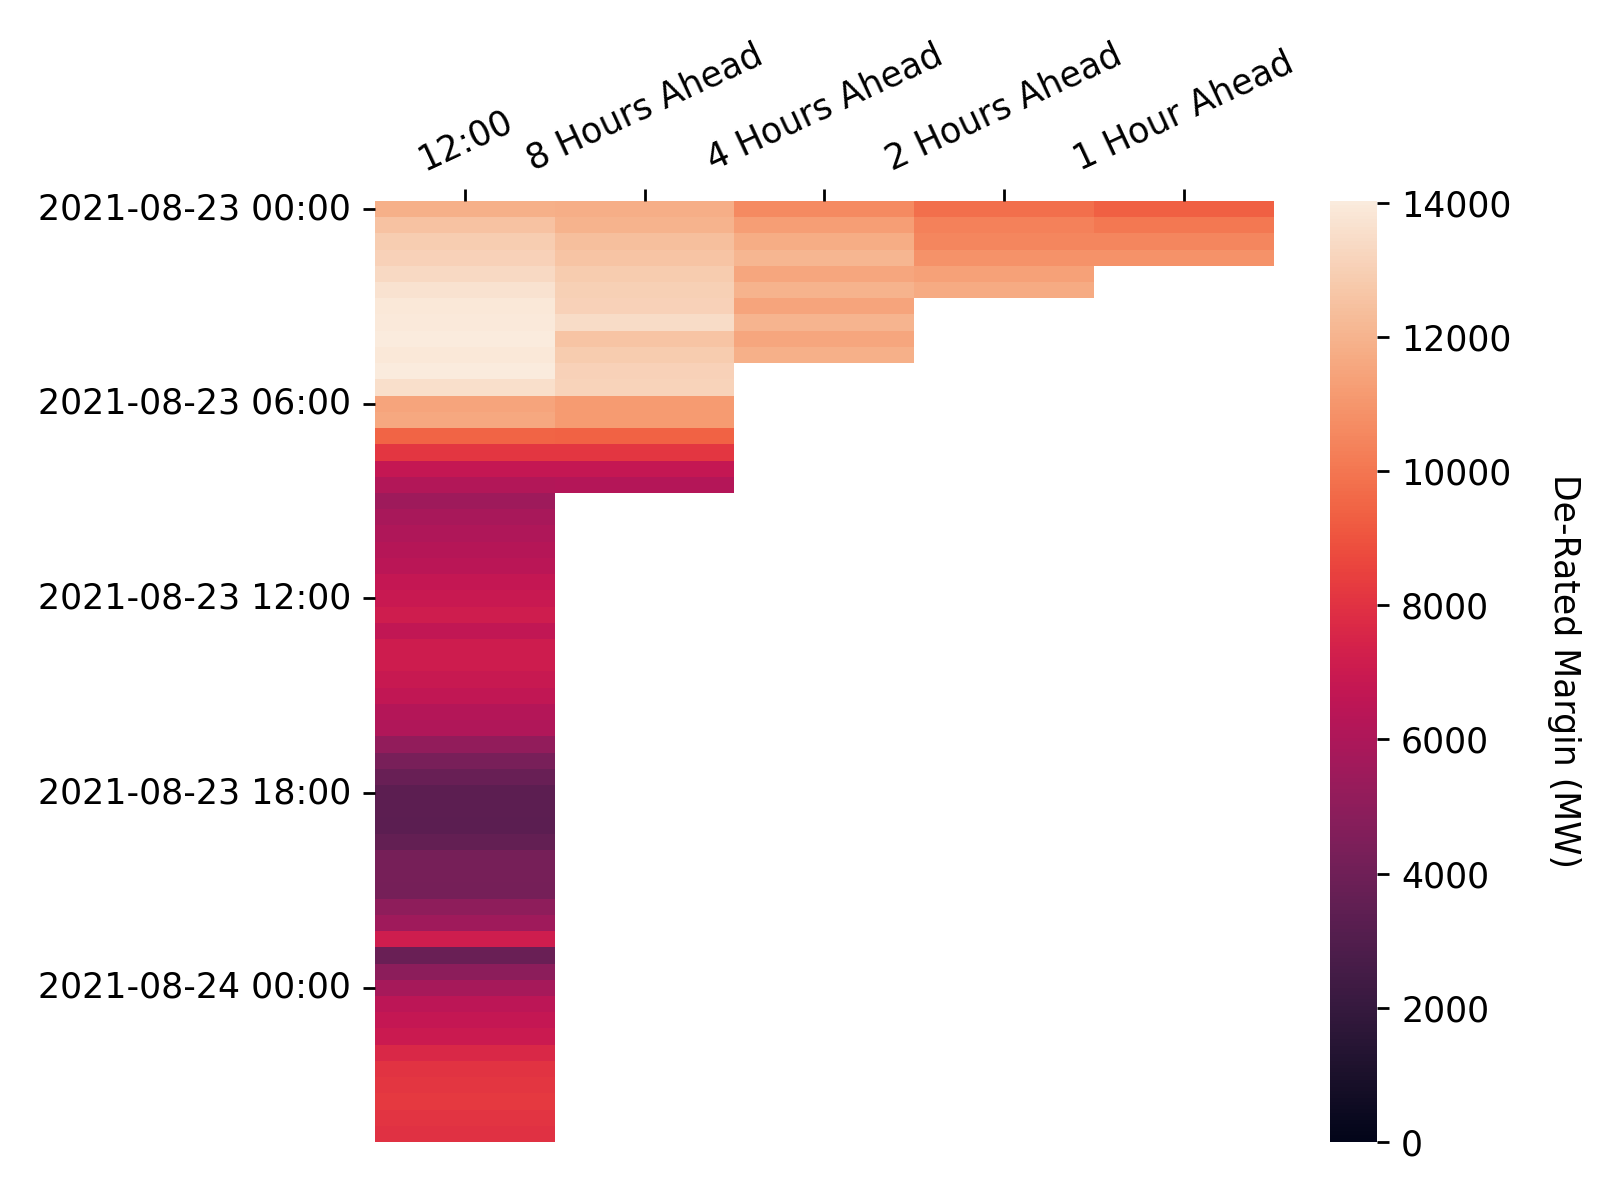 12:00
8 Hours Ahead
4 Hours Ahead
2 Hours Ahead
1 Hour Ahead
2021-08-23 00:00
2021-08-23 06:00
2021-08-23 12:00
2021-08-23 18:00
2021-08-24 00:00
14000
12000
10000
8000
6000
4000
2000
0
De-Rated Margin (MW)